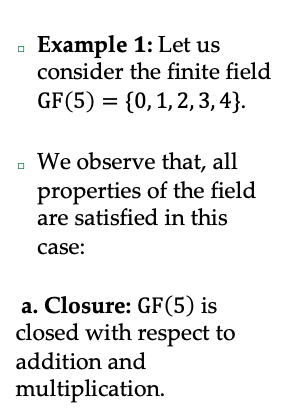 Example 1: Let us
consider the finite field
GF(5) = {0, 1, 2, 3, 4}.
We observe that, all
properties of the field
are satisfied in this
case:
a. Closure: GF(5) is
closed with respect to
addition and
multiplication.